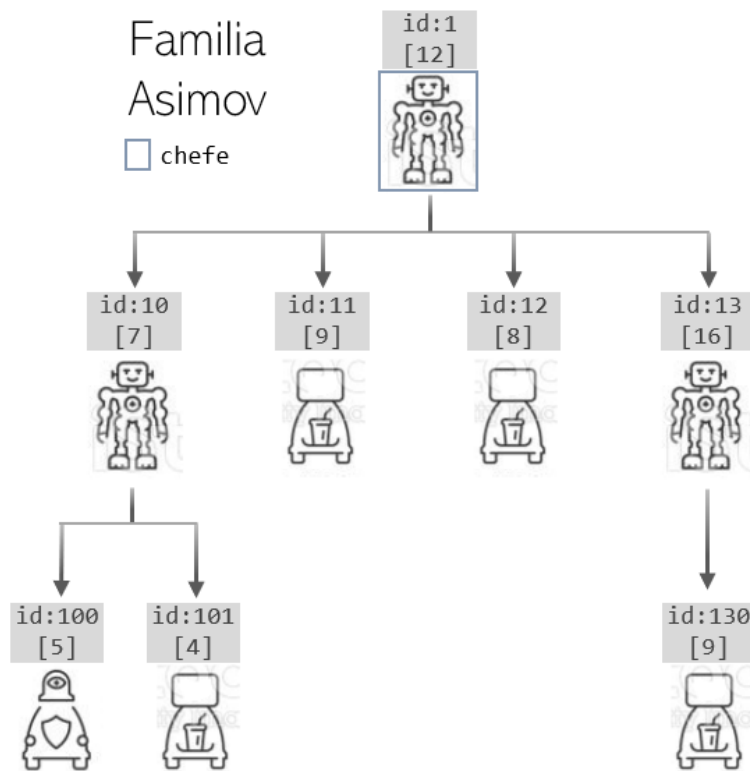 Familia
Asimov
chefe
id:1
[12]
id:10
[7]
id:11
[9]
id:12
[8]
id:13
[16]
id:100
[5]
id:101
[4]
id:130
[9]